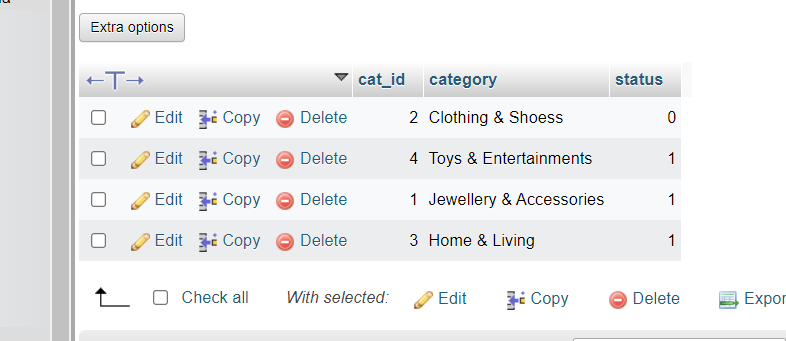 Extra options
cat_id category status
Edit Copy Delete 2 Clothing & Shoess 0
Edit Copy Delete 4 Toys & Entertainments 1
Edit Copy Delete 1 Jewellery & Accessories 1
Edit Copy Delete 3 Home & Living 1
Check all With selected: Edit Copy Delete Expor